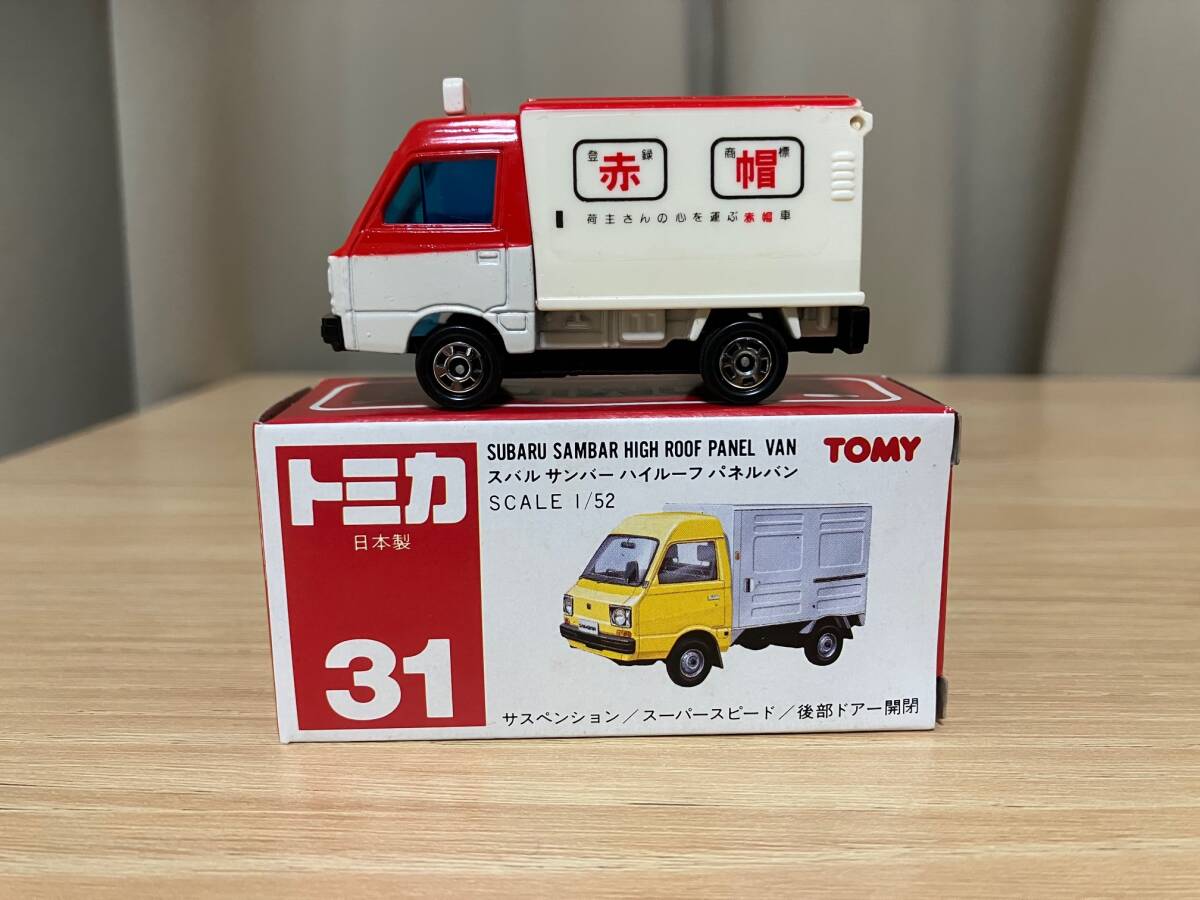 登録 商標
赤 帽
荷主さんの心を運ぶ赤帽車
SUBARU SAMBAR HIGH ROOF PANEL VAN
TOMY
スバル サンバー ハイルーフ パネルバン
SCALE 1/52
トミカ
日本製
31
サスペンション／スーパースピード／後部ドアー開閉